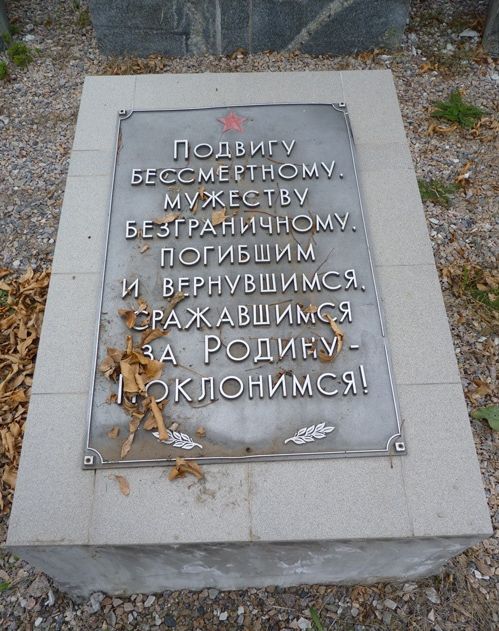 Подвигу
бессмертному,
мужеству
безграничному,
погибшим
и вернувшимся,
сражавшимся
за Родину -
Поклонимся!